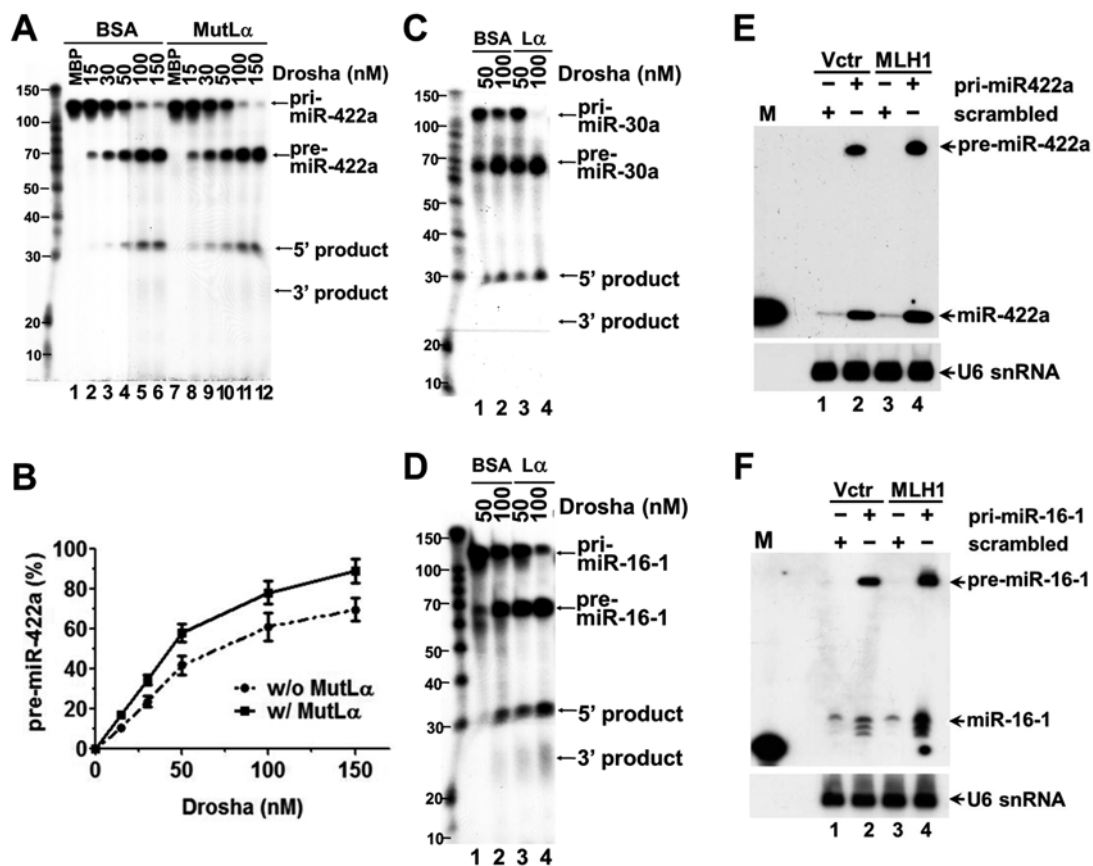 A
BSA MutLα
MBP 15 30 50 100 150 MBP 15 30 50 100 150 Drosha (nM)
150
100
70
50
40
30
20
10
pri-
miR-422a
pre-
miR-422a
5' product
3' product
1 2 3 4 5 6 7 8 9 10 11 12
B
pre-miR-422a (%)
100
80
60
40
20
0
w/o MutLα
w/ MutLα
0 50 100 150
Drosha (nM)
C
BSA Lα
50 100 50 100 Drosha (nM)
150
100
70
50
40
30
20
10
pri-
miR-30a
pre-
miR-30a
5' product
3' product
1 2 3 4
D
BSA Lα
50 100 50 100 Drosha (nM)
150
100
70
50
40
30
20
10
pri-
miR-16-1
pre-
miR-16-1
5' product
3' product
1 2 3 4
E
Vctr MLH1
− + − + pri-miR422a
+ − + − scrambled
M
pre-miR-422a
miR-422a
U6 snRNA
1 2 3 4
F
Vctr MLH1
− + − + pri-miR-16-1
+ − + − scrambled
M
pre-miR-16-1
miR-16-1
U6 snRNA
1 2 3 4